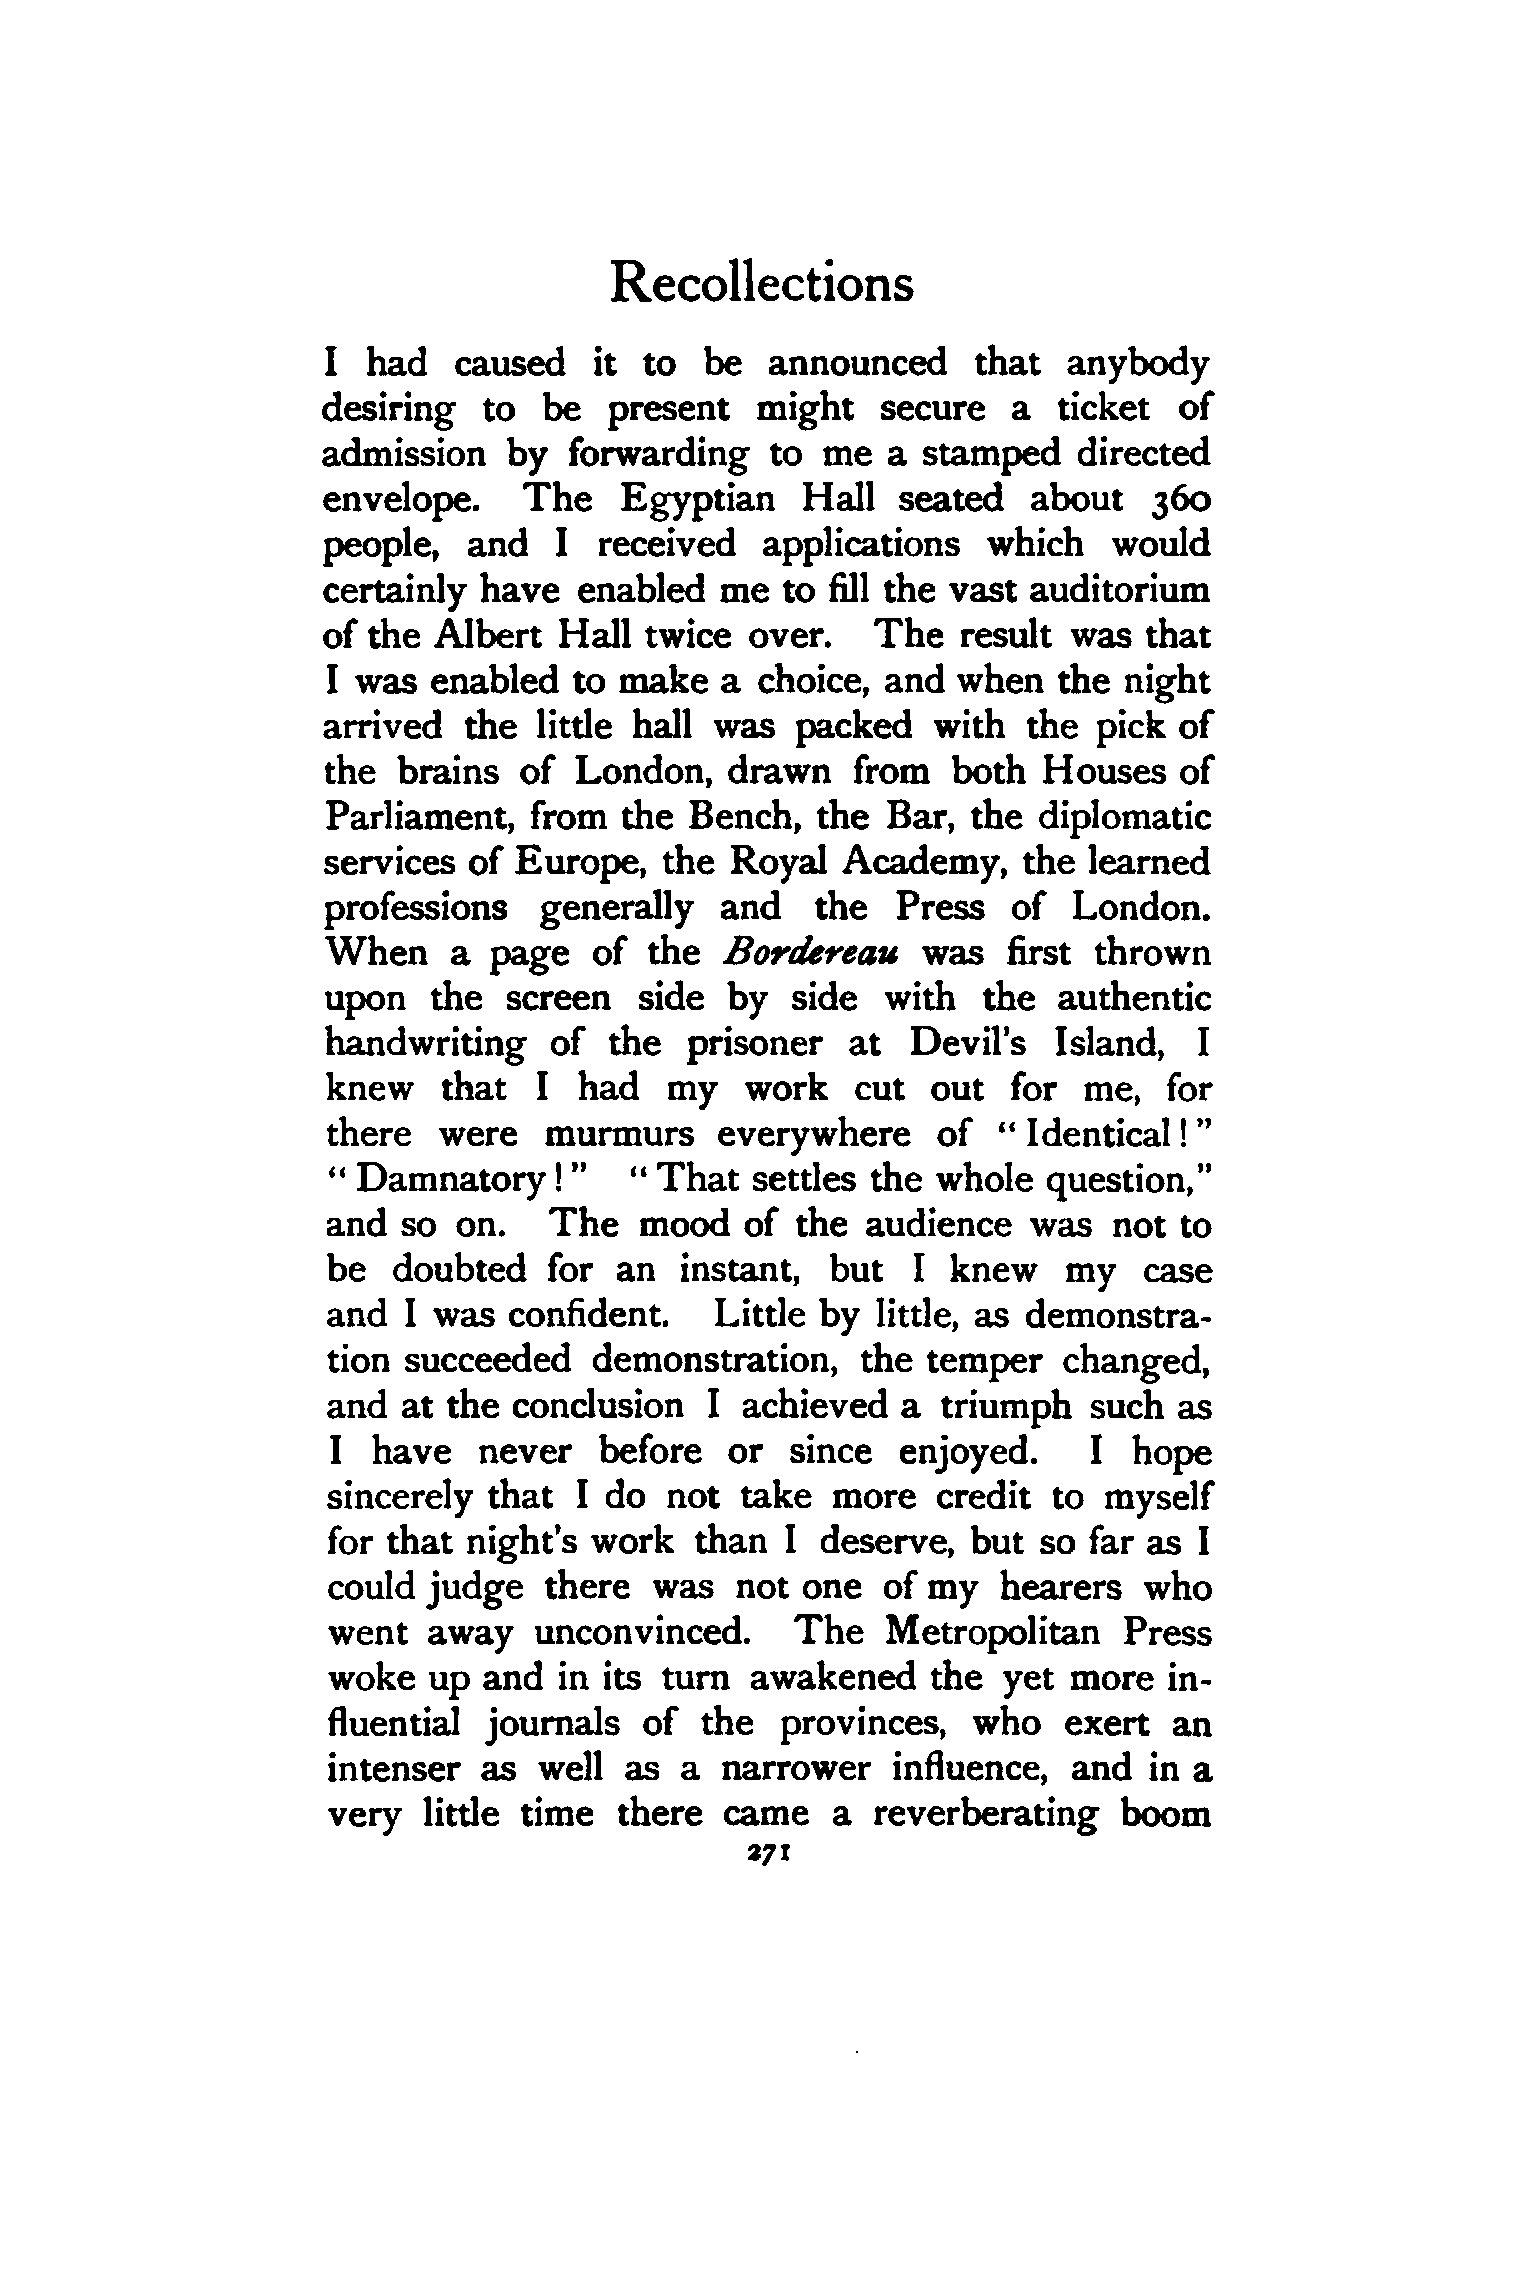 Recollections
I had caused it to be announced that anybody
desiring to be present might secure a ticket of
admission by forwarding to me a stamped directed
envelope. The Egyptian Hall seated about 360
people, and I received applications which would
certainly have enabled me to fill the vast auditorium
of the Albert Hall twice over. The result was that
I was enabled to make a choice, and when the night
arrived the little hall was packed with the pick of
the brains of London, drawn from both Houses of
Parliament, from the Bench, the Bar, the diplomatic
services of Europe, the Royal Academy, the learned
professions generally and the Press of London.
When a page of the Bordereau was first thrown
upon the screen side by side with the authentic
handwriting of the prisoner at Devil's Island, I
knew that I had my work cut out for me, for
there were murmurs everywhere of “Identical!”
“Damnatory!” “That settles the whole question,”
and so on. The mood of the audience was not to
be doubted for an instant, but I knew my case
and I was confident. Little by little, as demonstra-
tion succeeded demonstration, the temper changed,
and at the conclusion I achieved a triumph such as
I have never before or since enjoyed. I hope
sincerely that I do not take more credit to myself
for that night's work than I deserve, but so far as I
could judge there was not one of my hearers who
went away unconvinced. The Metropolitan Press
woke up and in its turn awakened the yet more in-
fluential journals of the provinces, who exert an
intenser as well as a narrower influence, and in a
very little time there came a reverberating boom
271